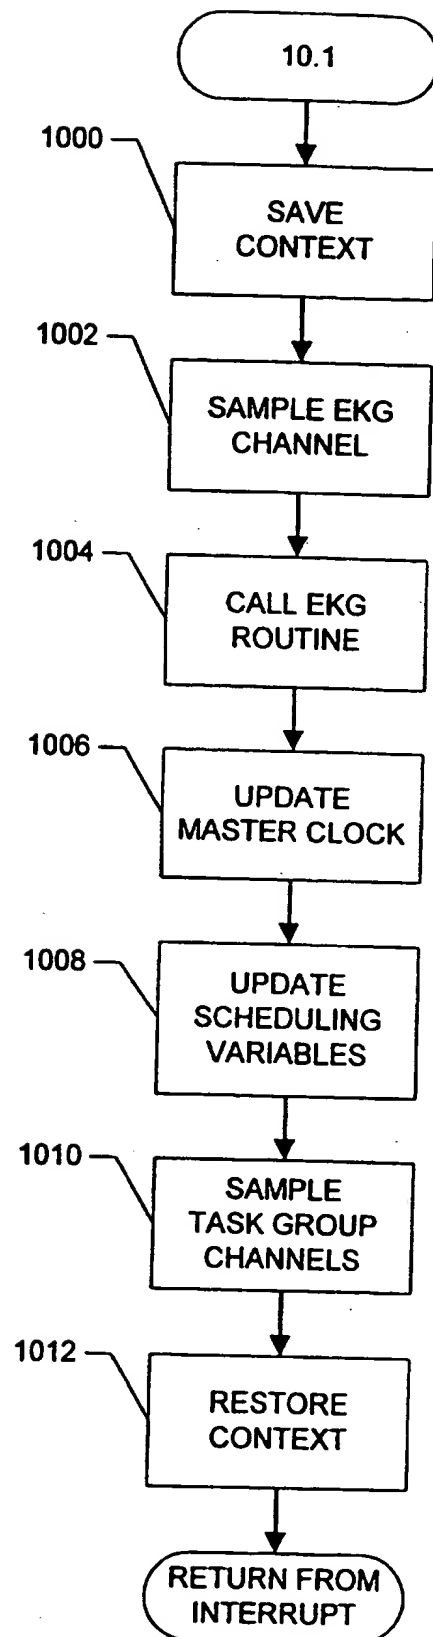 10.1
1000
SAVE
CONTEXT
1002
SAMPLE EKG
CHANNEL
1004
CALL EKG
ROUTINE
1006
UPDATE
MASTER CLOCK
1008
UPDATE
SCHEDULING
VARIABLES
1010
SAMPLE
TASK GROUP
CHANNELS
1012
RESTORE
CONTEXT
RETURN FROM
INTERRUPT